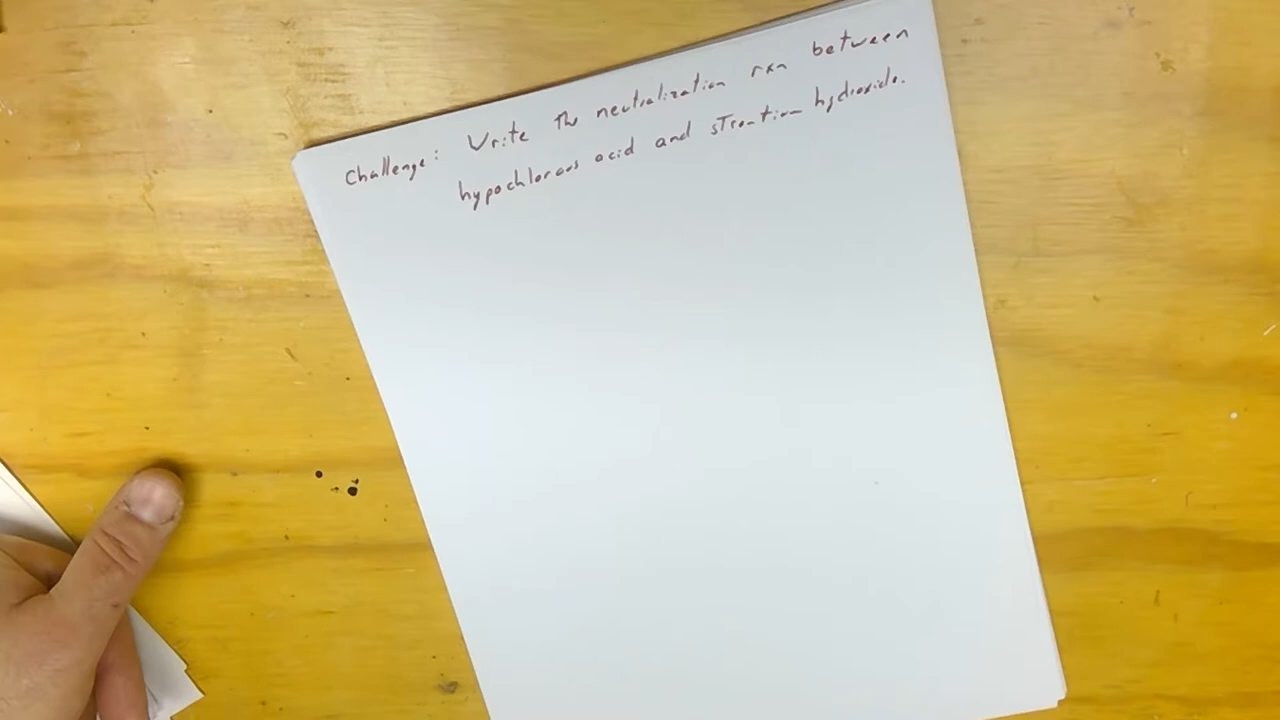 Challenge: Write the neutralization rxn between
hypochlorous acid and strontium hydroxide.